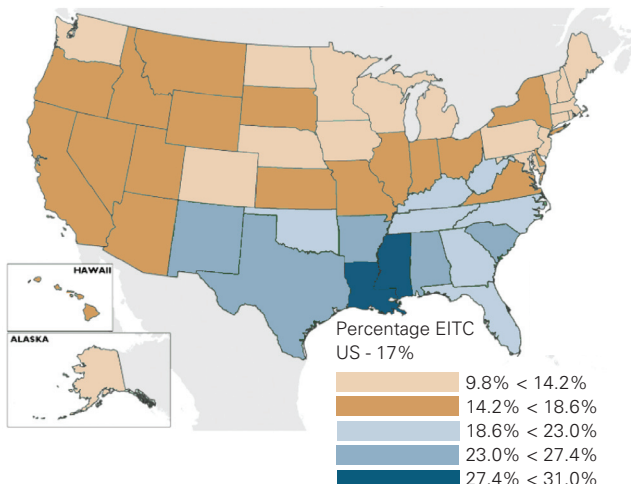 HAWAII
ALASKA
Percentage EITC
US - 17%
9.8% < 14.2%
14.2% < 18.6%
18.6% < 23.0%
23.0% < 27.4%
27.4% < 31.0%